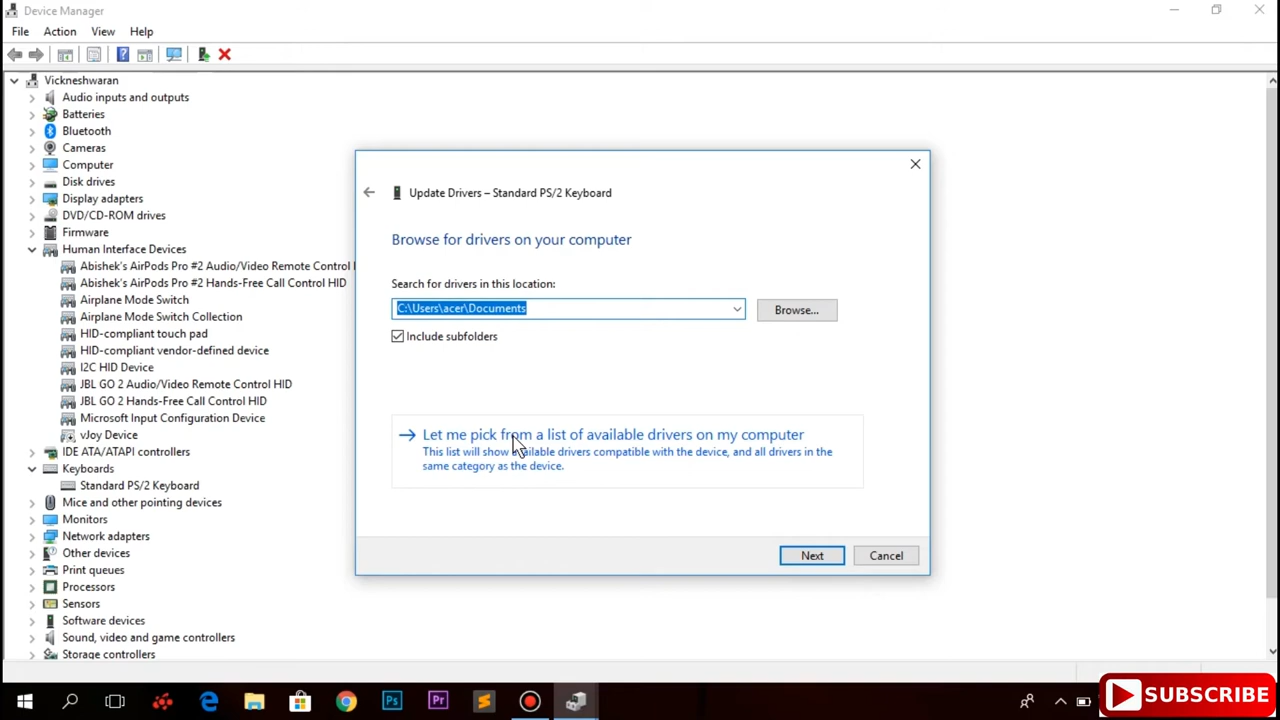 Device Manager
File Action View Help
Vickneshwaran
Audio inputs and outputs
Batteries
Bluetooth
Cameras
Computer
Disk drives
Display adapters
DVD/CD-ROM drives
Firmware
Human Interface Devices
Abishek's AirPods Pro #2 Audio/Video Remote Control
Abishek's AirPods Pro #2 Hands-Free Call Control HID
Airplane Mode Switch
Airplane Mode Switch Collection
HID-compliant touch pad
HID-compliant vendor-defined device
I2C HID Device
JBL GO 2 Audio/Video Remote Control HID
JBL GO 2 Hands-Free Call Control HID
Microsoft Input Configuration Device
vJoy Device
IDE ATA/ATAPI controllers
Keyboards
Standard PS/2 Keyboard
Mice and other pointing devices
Monitors
Network adapters
Other devices
Print queues
Processors
Sensors
Software devices
Sound, video and game controllers
Storage controllers
Update Drivers – Standard PS/2 Keyboard
Browse for drivers on your computer
Search for drivers in this location:
C:\Users\acer\Documents
Browse...
Include subfolders
Let me pick from a list of available drivers on my computer
This list will show available drivers compatible with the device, and all drivers in the
same category as the device.
Next Cancel
Ps Pr
SUBSCRIBE